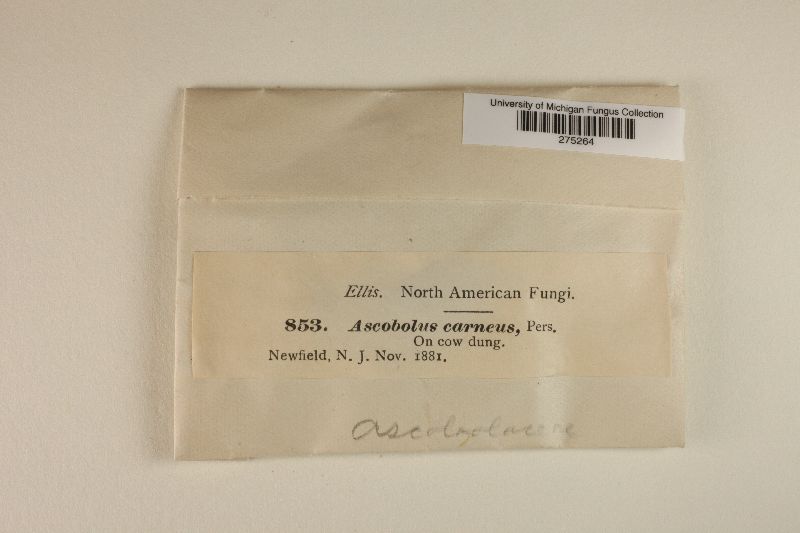 University of Michigan Fungus Collection
275264
Ellis. North American Fungi.
853. Ascobolus carneus, Pers.
On cow dung.
Newfield, N. J. Nov. 1881.
Ascobolaceae